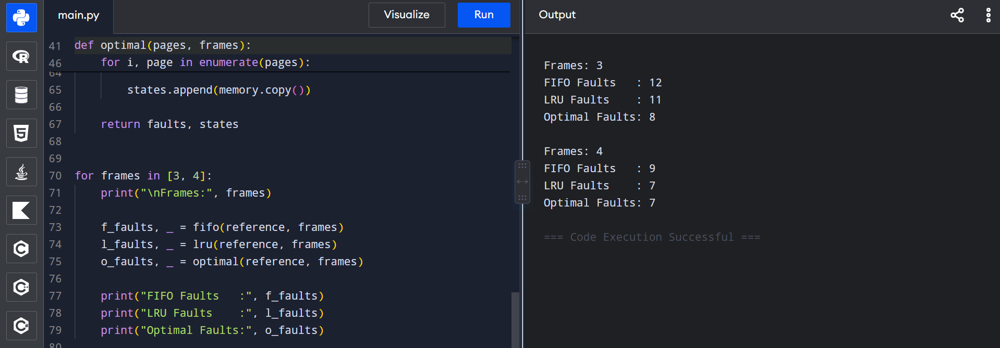 main.py
Visualize
Run
41 def optimal(pages, frames):
46     for i, page in enumerate(pages):
64
65         states.append(memory.copy())
66
67     return faults, states
68
69
70 for frames in [3, 4]:
71     print("\nFrames:", frames)
72
73     f_faults, _ = fifo(reference, frames)
74     l_faults, _ = lru(reference, frames)
75     o_faults, _ = optimal(reference, frames)
76
77     print("FIFO Faults   :", f_faults)
78     print("LRU Faults    :", l_faults)
79     print("Optimal Faults:", o_faults)
80
Output
Frames: 3
FIFO Faults   : 12
LRU Faults    : 11
Optimal Faults: 8
Frames: 4
FIFO Faults   : 9
LRU Faults    : 7
Optimal Faults: 7
=== Code Execution Successful ===